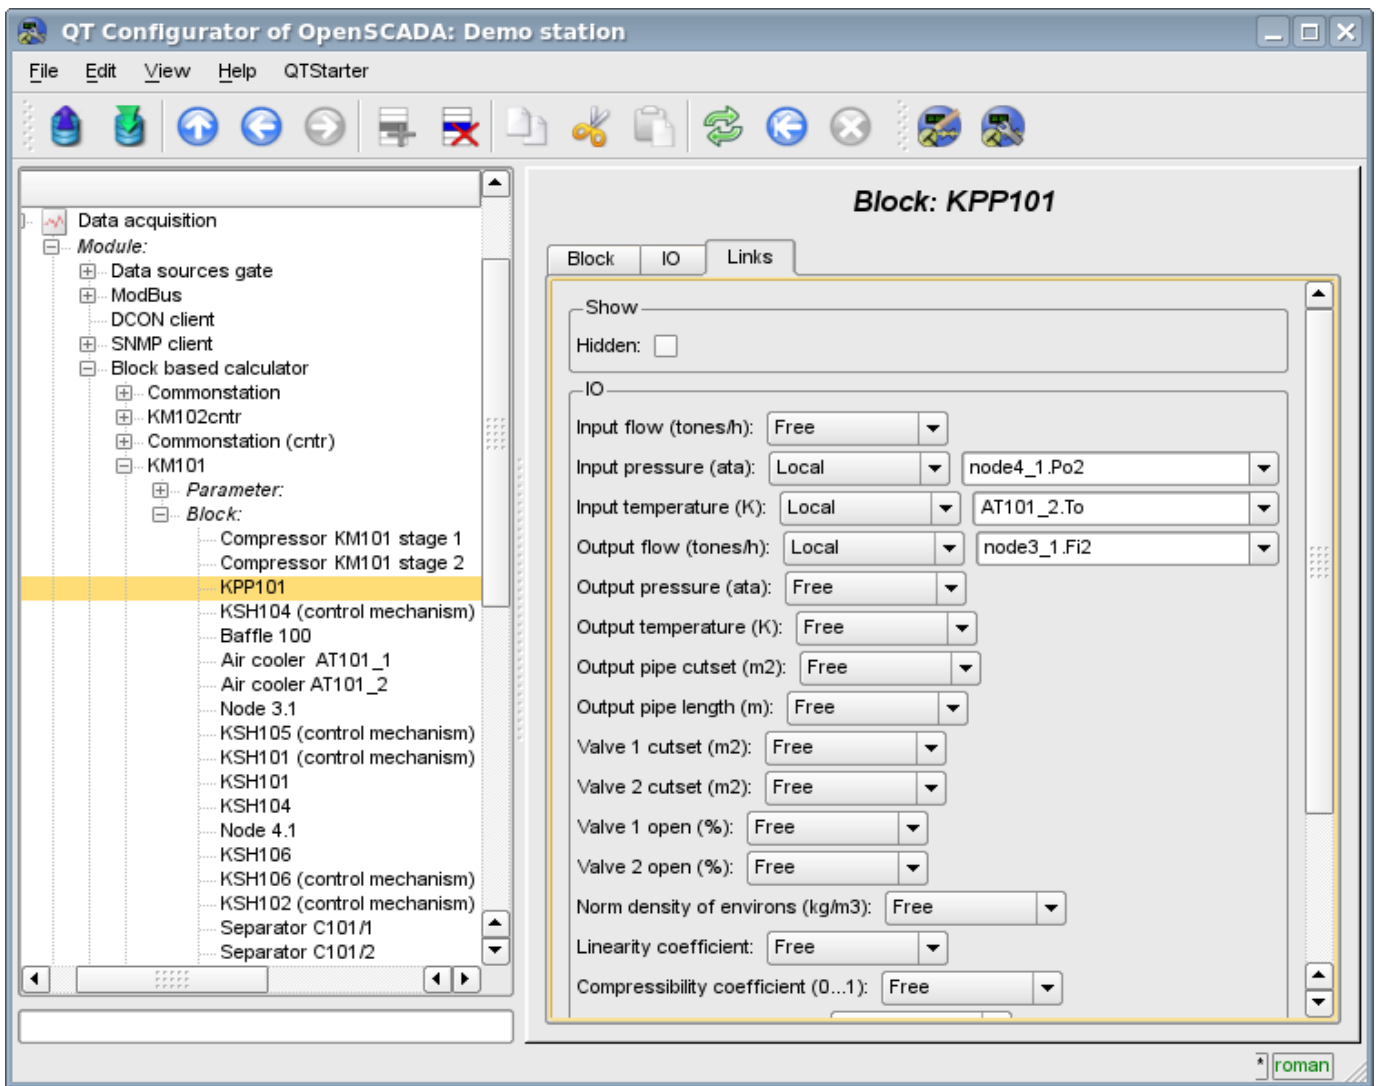 QT Configurator of OpenSCADA: Demo station
File Edit View Help QTStarter
Data acquisition
Module:
Data sources gate
ModBus
DCON client
SNMP client
Block based calculator
Commonstation
KM102cntr
Commonstation (cntr)
KM101
Parameter:
Block:
Compressor KM101 stage 1
Compressor KM101 stage 2
KPP101
KSH104 (control mechanism)
Baffle 100
Air cooler AT101_1
Air cooler AT101_2
Node 3.1
KSH105 (control mechanism)
KSH101 (control mechanism)
KSH101
KSH104
Node 4.1
KSH106
KSH106 (control mechanism)
KSH102 (control mechanism)
Separator C101/1
Separator C101/2
Block: KPP101
Block IO Links
Show
Hidden:
IO
Input flow (tones/h): Free
Input pressure (ata): Local node4_1.Po2
Input temperature (K): Local AT101_2.To
Output flow (tones/h): Local node3_1.Fi2
Output pressure (ata): Free
Output temperature (K): Free
Output pipe cutset (m2): Free
Output pipe length (m): Free
Valve 1 cutset (m2): Free
Valve 2 cutset (m2): Free
Valve 1 open (%): Free
Valve 2 open (%): Free
Norm density of environs (kg/m3): Free
Linearity coefficient: Free
Compressibility coefficient (0...1): Free
* roman